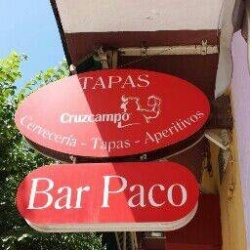 TAPAS
Cruzcampo
Cervecería - Tapas - Aperitivos
Bar Paco